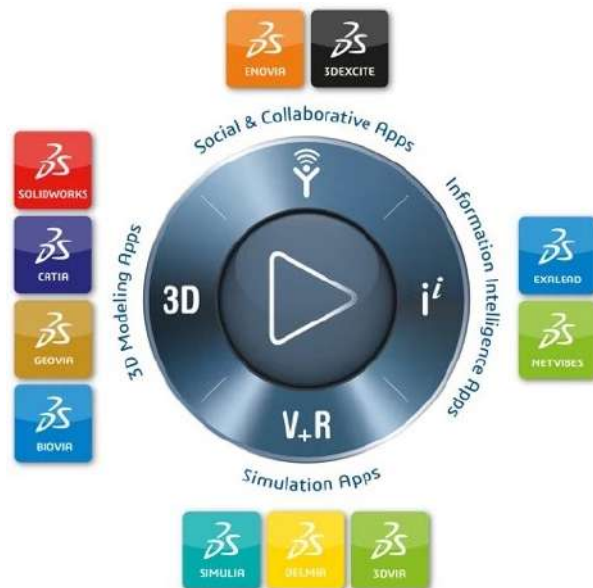 ENOVIA
3DEXCITE
Social & Collaborative Apps
SOLIDWORKS
CATIA
GEOVIA
BIOVIA
3D Modeling Apps
3D
i i
Information Intelligence Apps
EXALEAD
NETVIBES
V+R
Simulation Apps
SIMULIA
DELMIA
3DVIA